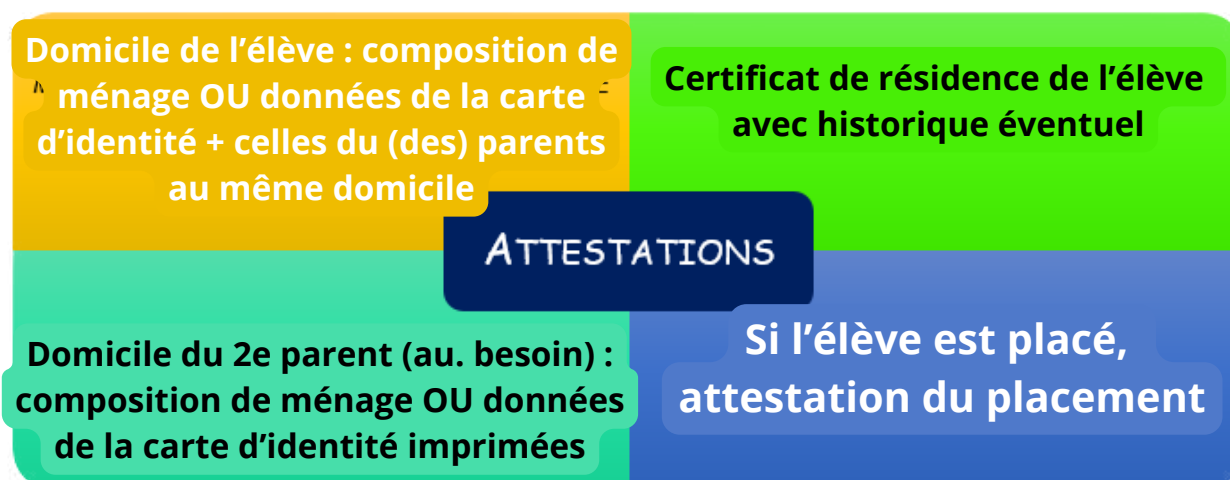 Domicile de l’élève : composition de
ménage OU données de la carte
d’identité + celles du (des) parents
au même domicile
Certificat de résidence de l’élève
avec historique éventuel
ATTESTATIONS
Domicile du 2e parent (au. besoin) :
composition de ménage OU données
de la carte d’identité imprimées
Si l’élève est placé,
attestation du placement